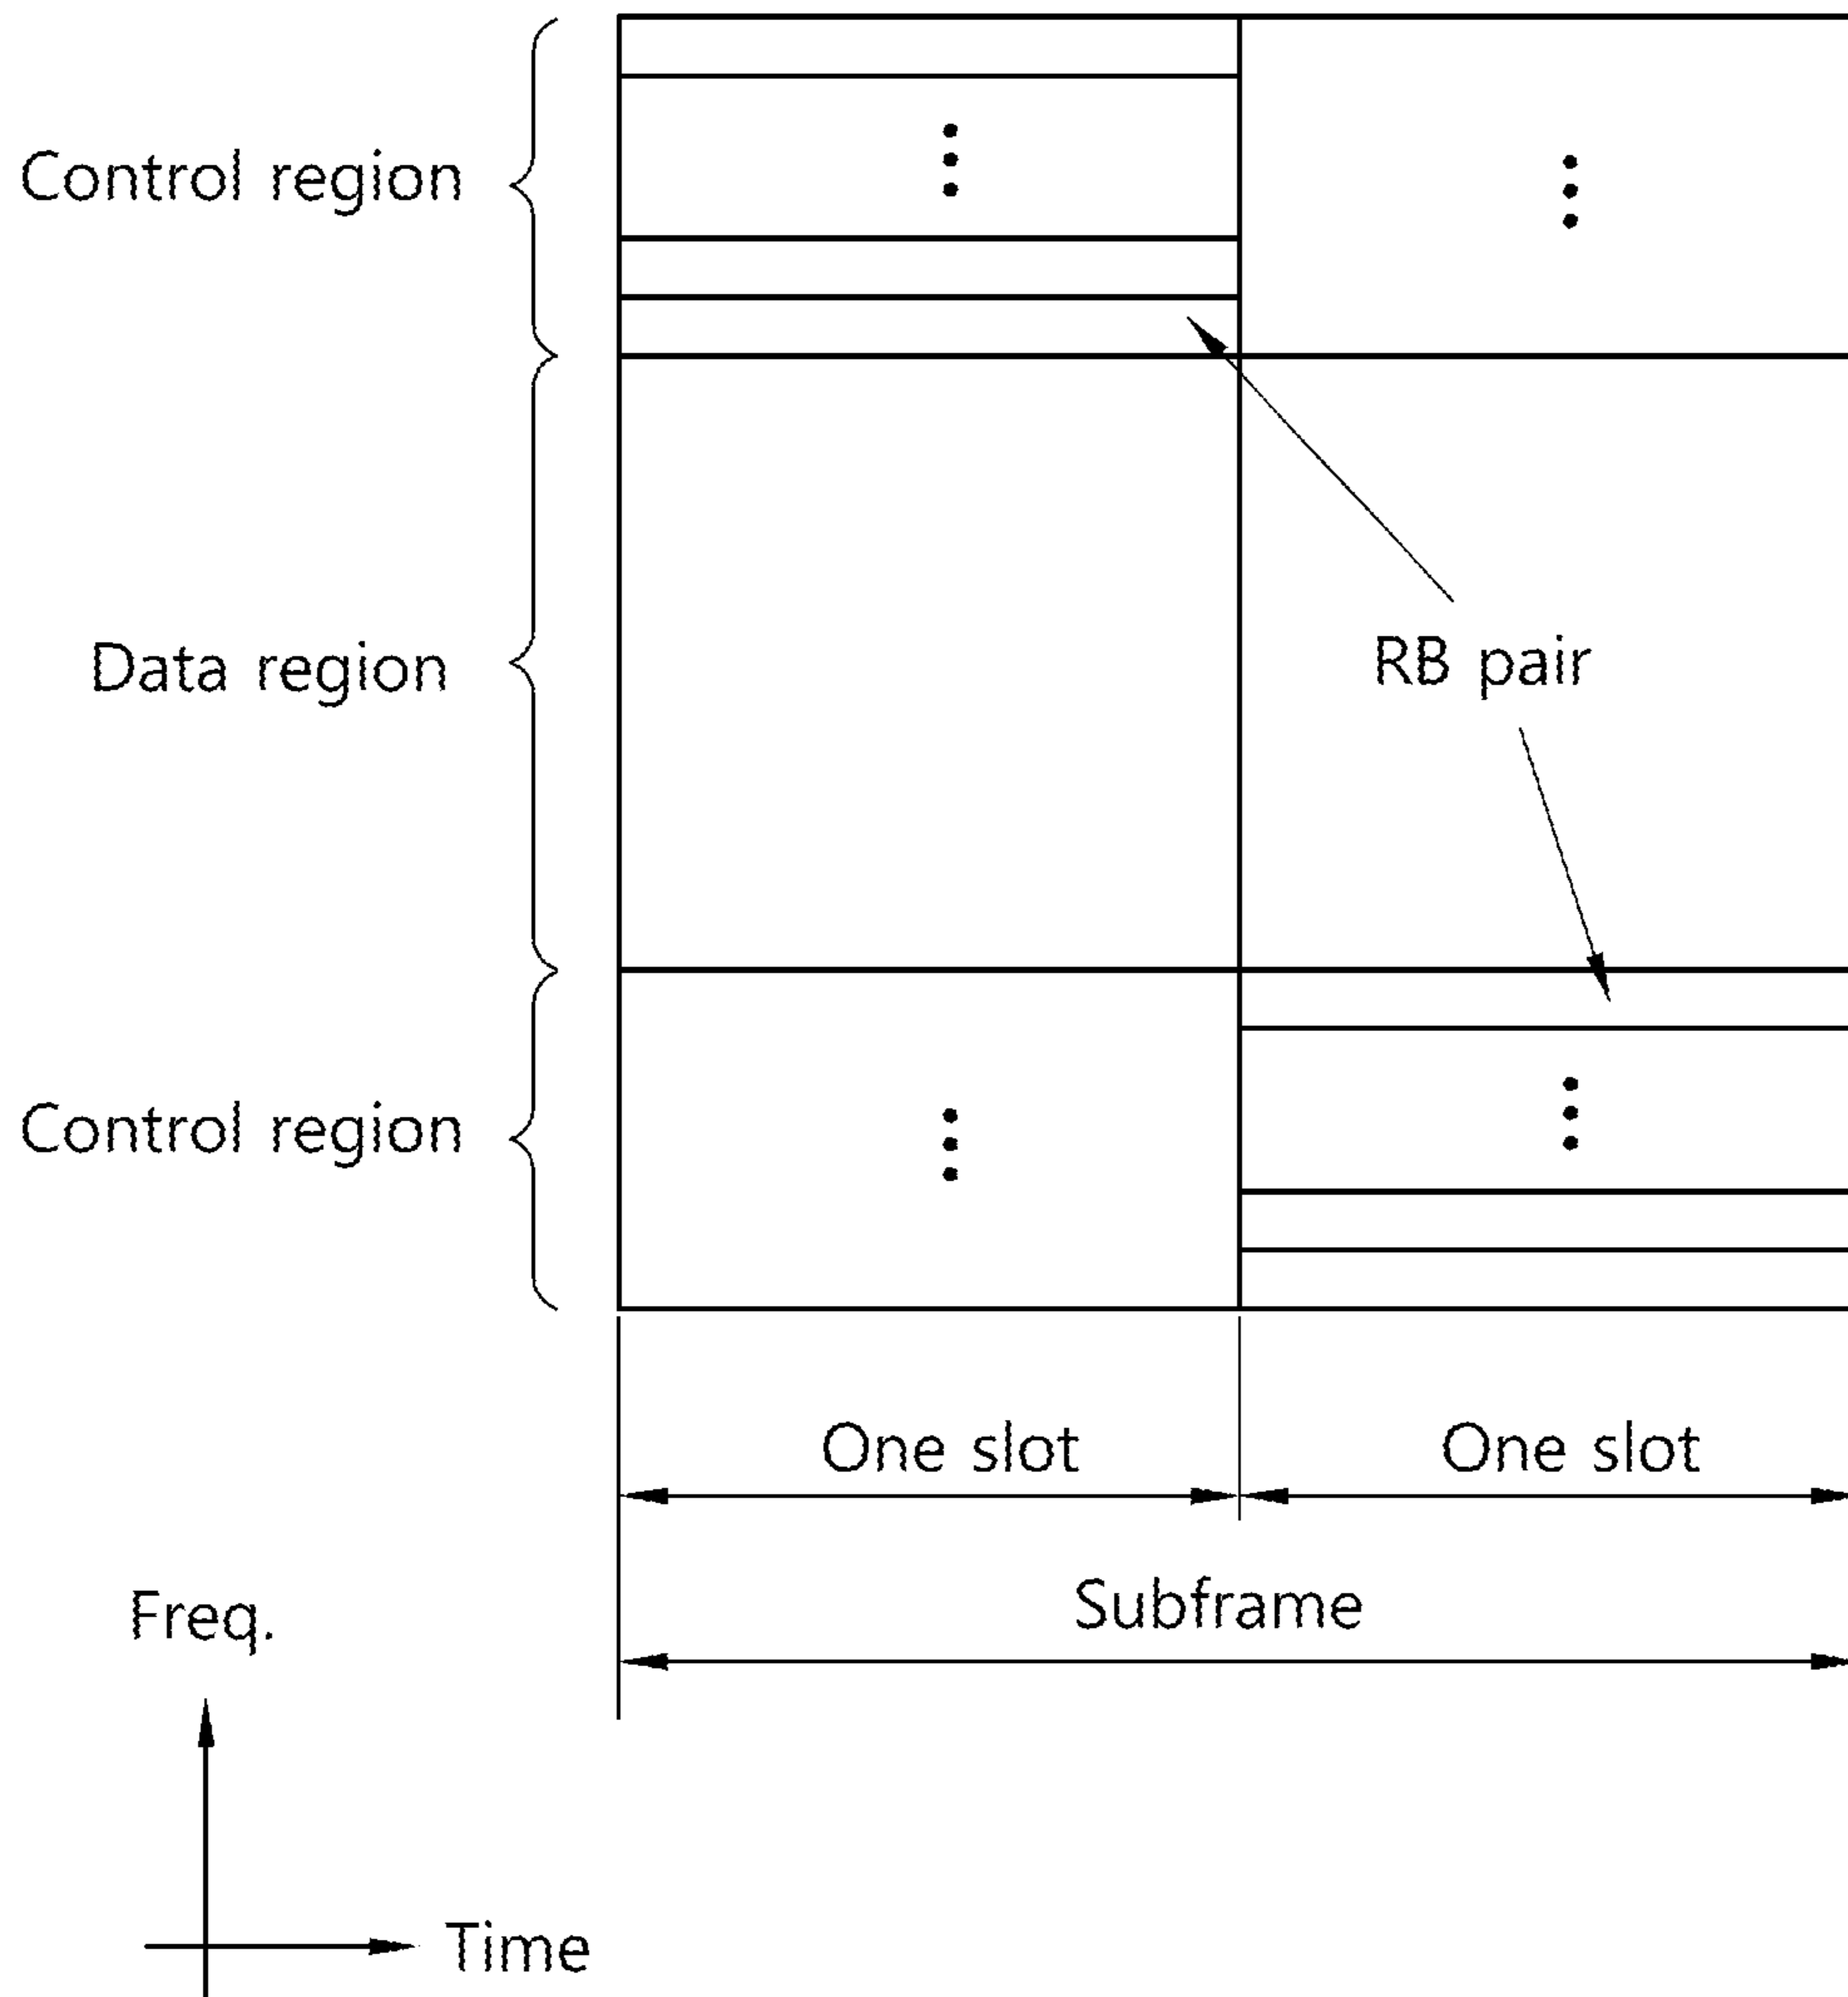 Control region
Data region
RB pair
Control region
One slot
One slot
Subframe
Freq.
Time